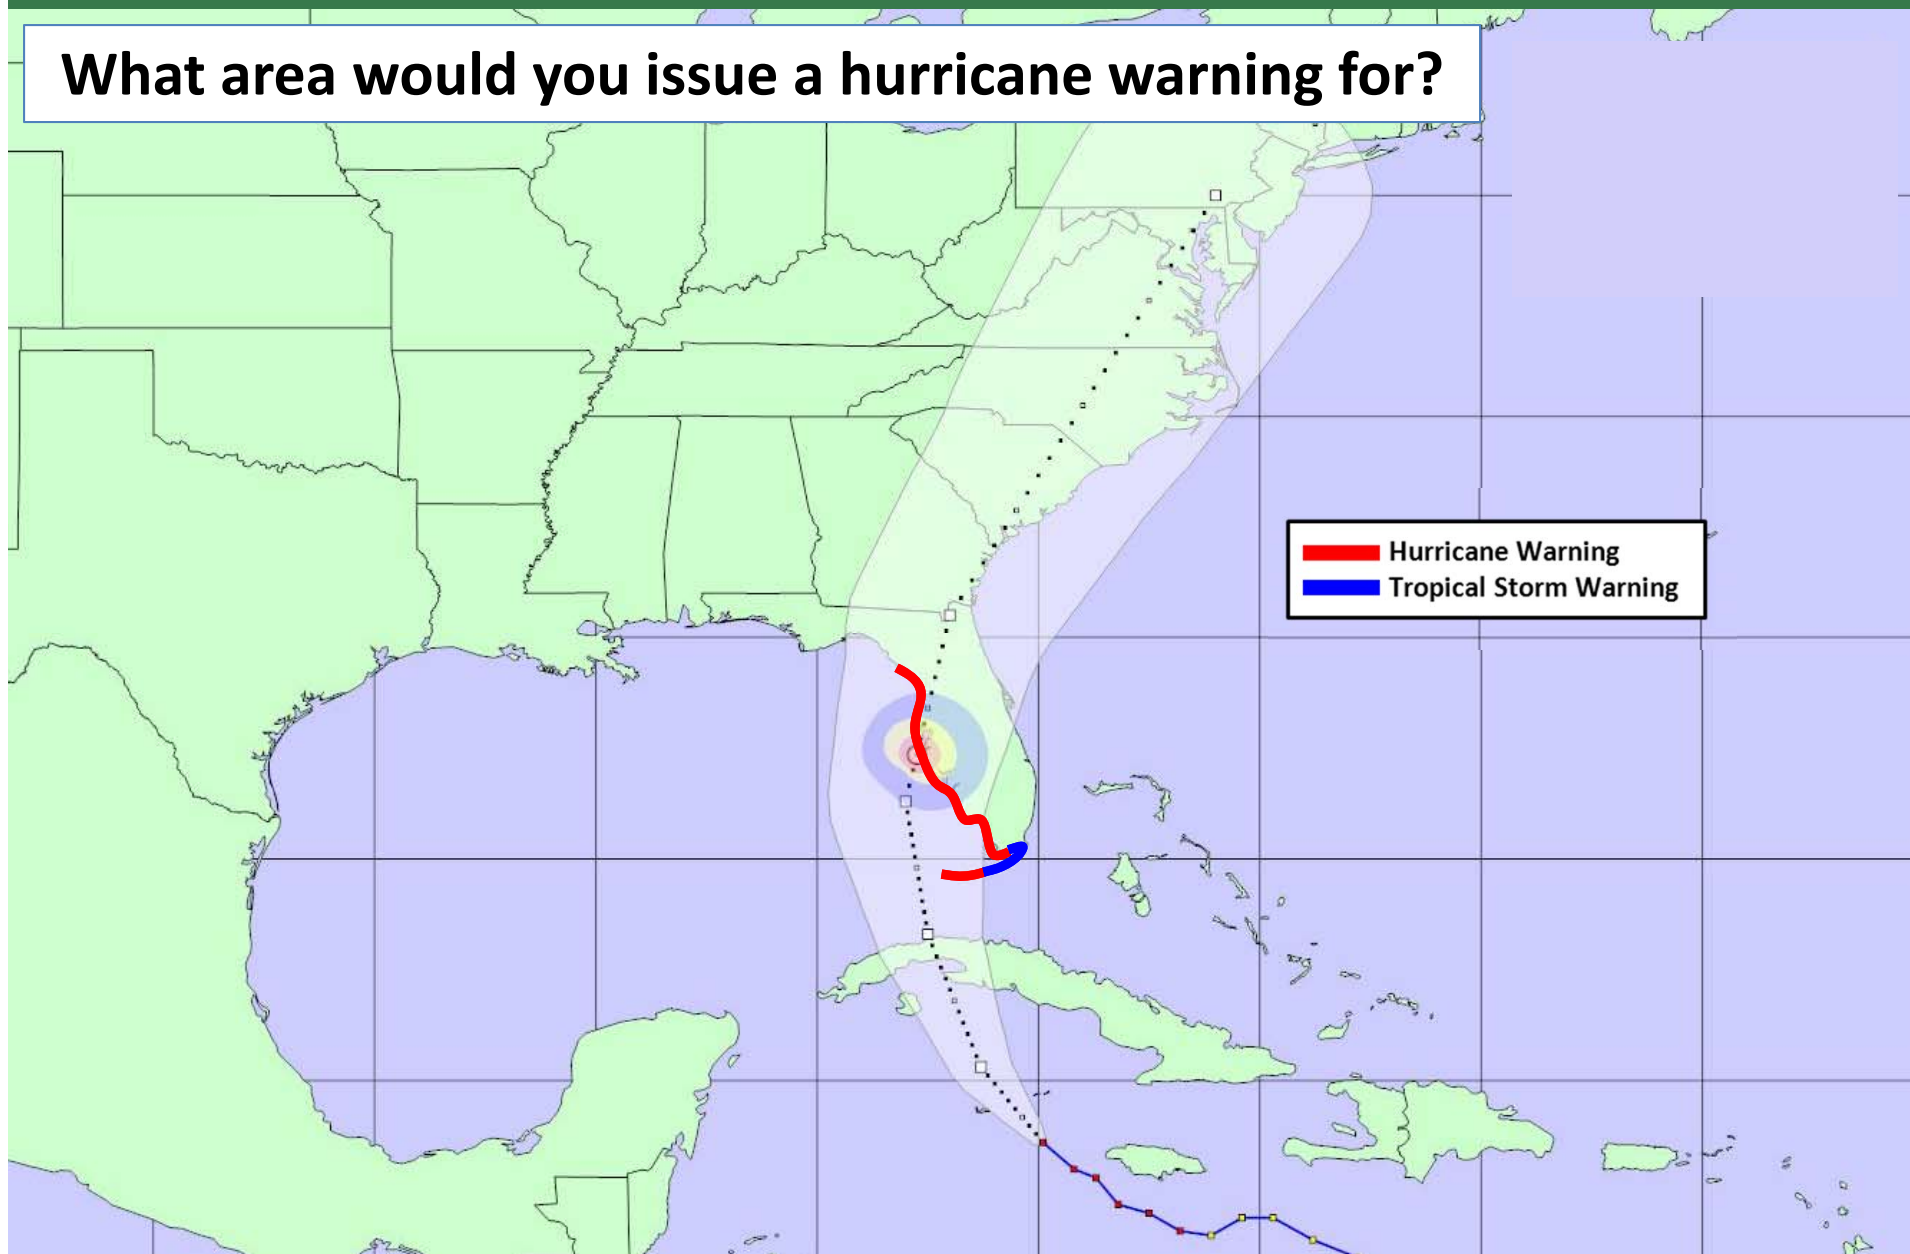 What area would you issue a hurricane warning for?
Hurricane Warning
Tropical Storm Warning